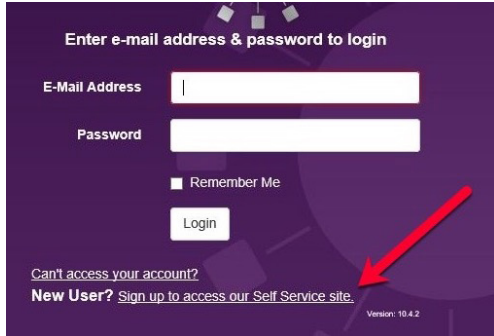 Enter e-mail address & password to login
E-Mail Address
Password
Remember Me
Login
Can't access your account?
New User? Sign up to access our Self Service site.
Version: 10.4.2